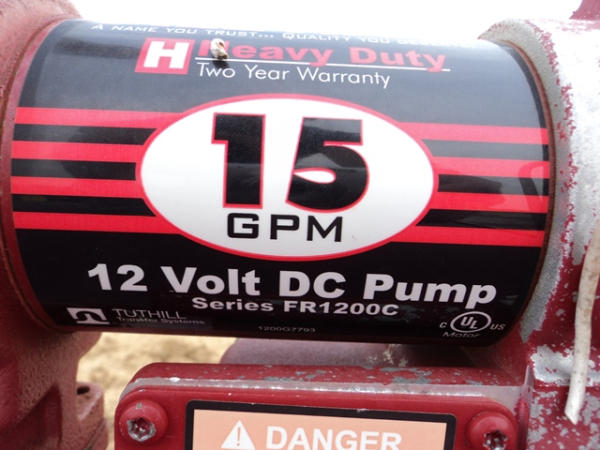 A NAME YOU TRUST... QUALITY YOU
H Heavy Duty
Two Year Warranty
15
GPM
12 Volt DC Pump
Series FR1200C
TUTHILL
Transfer Systems
1200G7793
C UL US
Motor
DANGER